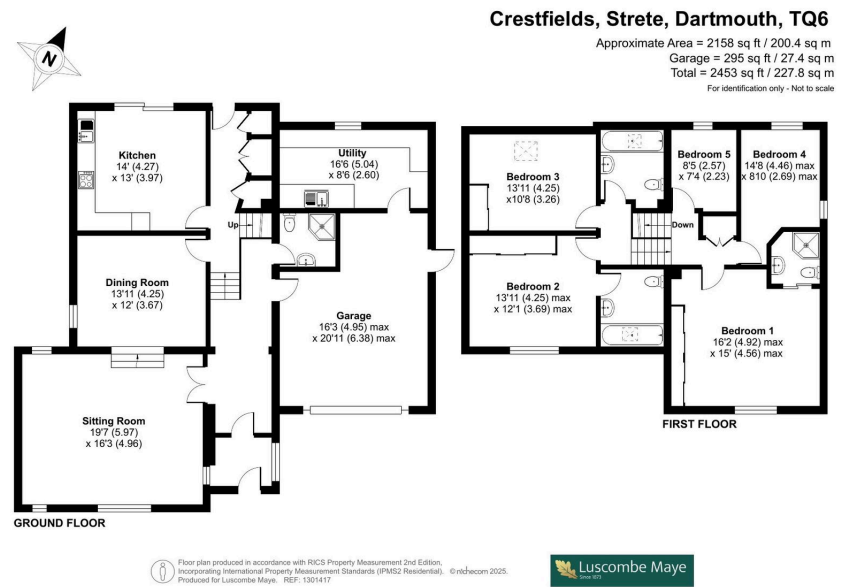 Crestfields, Strete, Dartmouth, TQ6
Approximate Area = 2158 sq ft / 200.4 sq m
Garage = 295 sq ft / 27.4 sq m
Total = 2453 sq ft / 227.8 sq m
For identification only - Not to scale
N
Kitchen
14' (4.27)
x 13' (3.97)
Utility
16'6 (5.04)
x 8'6 (2.60)
Up
Dining Room
13'11 (4.25)
x 12' (3.67)
Garage
16'3 (4.95) max
x 20'11 (6.38) max
Sitting Room
19'7 (5.97)
x 16'3 (4.96)
GROUND FLOOR
Bedroom 3
13'11 (4.25)
x10'8 (3.26)
Bedroom 5
8'5 (2.57)
x 7'4 (2.23)
Bedroom 4
14'8 (4.46) max
x 810 (2.69) max
Down
Bedroom 2
13'11 (4.25) max
x 12'1 (3.69) max
Bedroom 1
16'2 (4.92) max
x 15' (4.56) max
FIRST FLOOR
Floor plan produced in accordance with RICS Property Measurement 2nd Edition,
Incorporating International Property Measurement Standards (IPMS2 Residential). © ntchecom 2025.
Produced for Luscombe Maye. REF: 1301417
Luscombe Maye
Since 1873